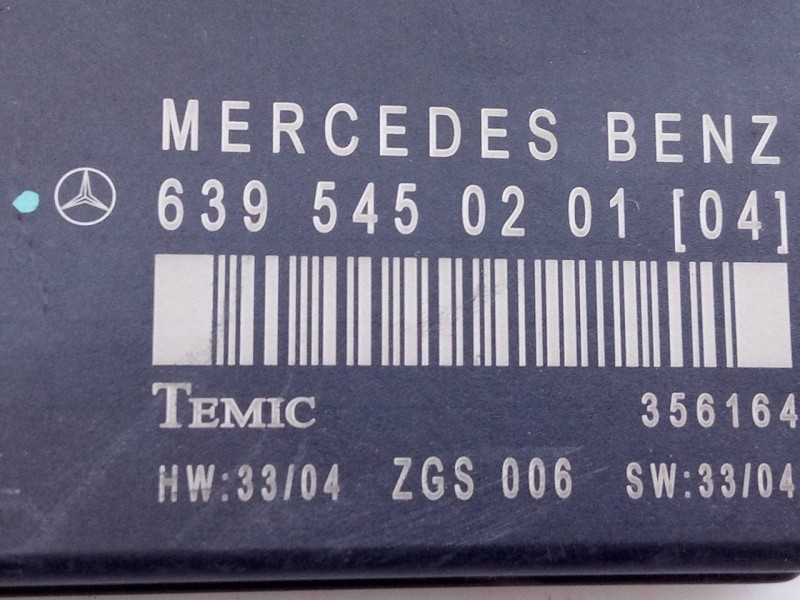 MERCEDES BENZ
639 545 02 01 [04]
TEMIC 356164
HW:33/04 ZGS 006 SW:33/04